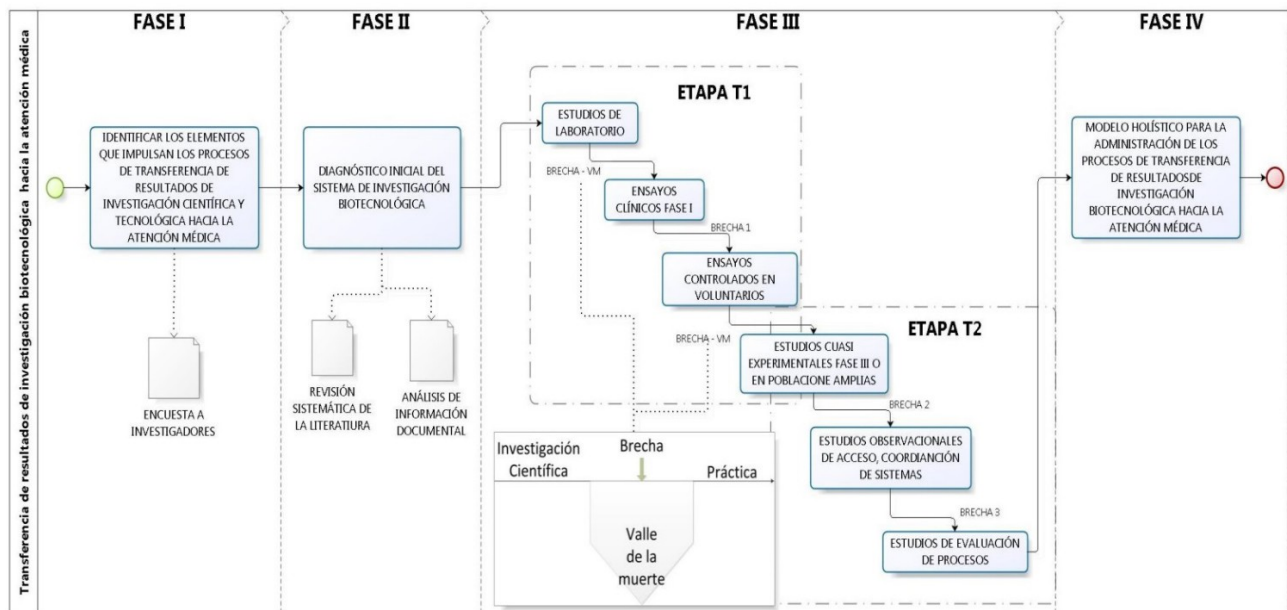 Transferencia de resultados de investigación biotecnológica hacia la atención médica
FASE I
FASE II
FASE III
FASE IV
IDENTIFICAR LOS ELEMENTOS
QUE IMPULSAN LOS PROCESOS
DE TRANSFERENCIA DE
RESULTADOS DE
INVESTIGACIÓN CIENTÍFICA Y
TECNOLÓGICA HACIA LA
ATENCIÓN MÉDICA
ENCUESTA A
INVESTIGADORES
DIAGNÓSTICO INICIAL DEL
SISTEMA DE INVESTIGACIÓN
BIOTECNOLÓGICA
REVISIÓN
SISTEMÁTICA DE
LA LITERATIURA
ANÁLISIS DE
INFORMACIÓN
DOCUMENTAL
ETAPA T1
ESTUDIOS DE
LABORATORIO
BRECHA - VM
ENSAYOS
CLÍNICOS FASE I
BRECHA 1
ENSAYOS
CONTROLADOS EN
VOLUNTARIOS
ETAPA T2
BRECHA - VM
ESTUDIOS CUASI
EXPERIMENTALES FASE III O
EN POBLACIONE AMPLIAS
BRECHA 2
ESTUDIOS OBSERVACIONALES
DE ACCESO, COORDIANCIÓN
DE SISTEMAS
BRECHA 3
ESTUDIOS DE EVALUACIÓN
DE PROCESOS
Investigación
Científica
Brecha
Práctica
Valle
de la
muerte
MODELO HOLÍSTICO PARA LA
ADMINISTRACIÓN DE LOS
PROCESOS DE TRANSFERENCIA
DE RESULTADOSDE
INVESTIGACIÓN
BIOTECNOLÓGICA HACIA LA
ATENCIÓN MÉDICA